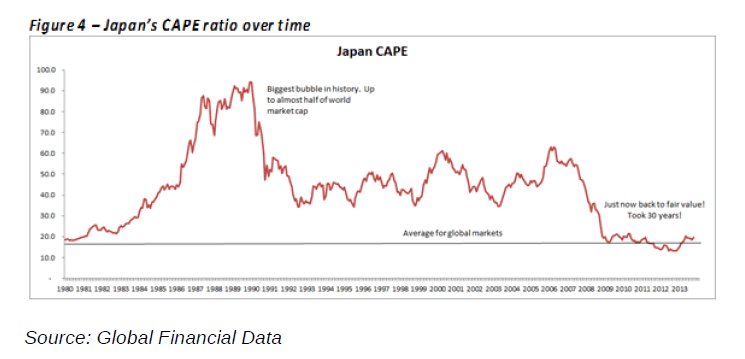 Figure 4 – Japan's CAPE ratio over time
Japan CAPE
100.0
90.0
80.0
70.0
60.0
50.0
40.0
30.0
20.0
10.0
-
Biggest bubble in history. Up
to almost half of world
market cap
Just now back to fair value!
Took 30 years!
Average for global markets
1980 1981 1982 1983 1984 1985 1986 1987 1988 1989 1990 1991 1992 1993 1994 1995 1996 1997 1998 1999 2000 2001 2002 2003 2004 2005 2006 2007 2008 2009 2010 2011 2012 2013
Source: Global Financial Data